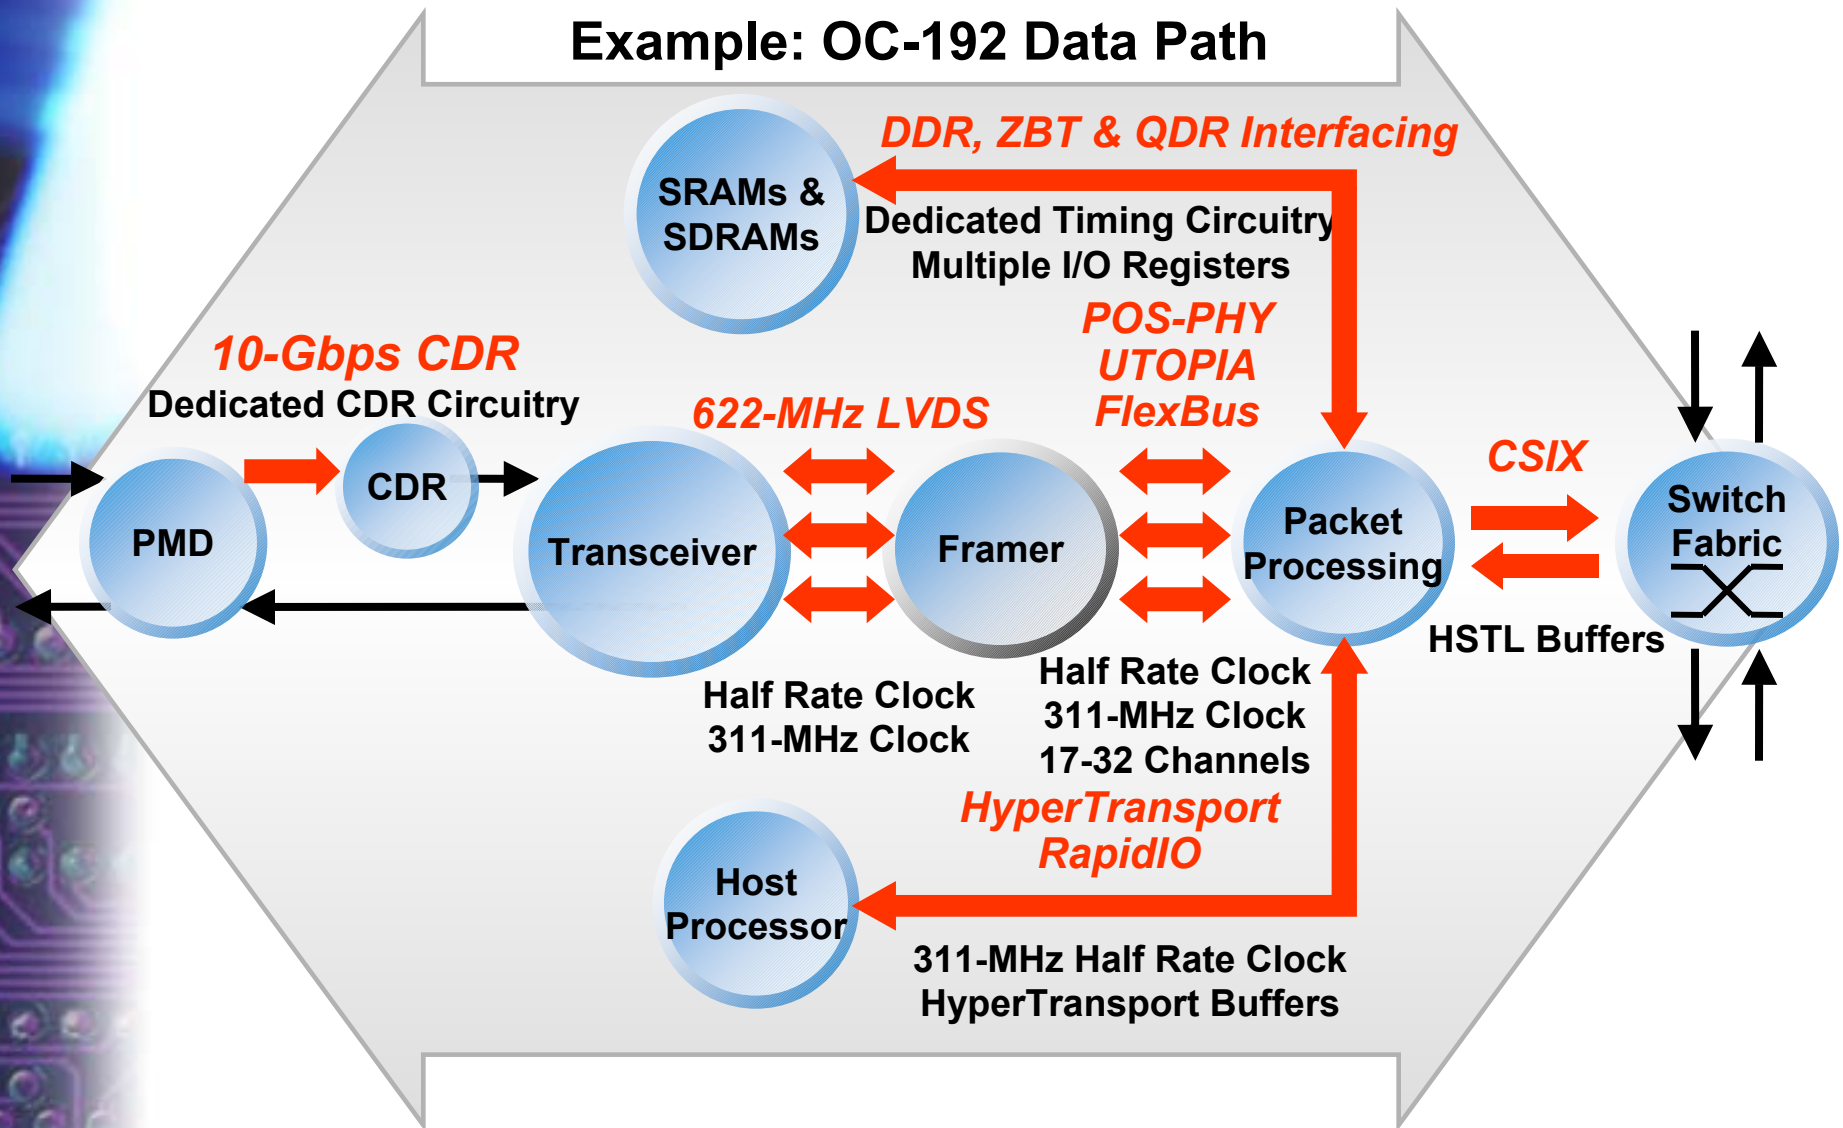 Example: OC-192 Data Path
DDR, ZBT & QDR Interfacing
SRAMs &
SDRAMs
Dedicated Timing Circuitry
Multiple I/O Registers
POS-PHY
UTOPIA
FlexBus
10-Gbps CDR
Dedicated CDR Circuitry
622-MHz LVDS
CSIX
PMD
CDR
Transceiver
Framer
Packet
Processing
Switch
Fabric
HSTL Buffers
Half Rate Clock
311-MHz Clock
Half Rate Clock
311-MHz Clock
17-32 Channels
HyperTransport
RapidIO
Host
Processor
311-MHz Half Rate Clock
HyperTransport Buffers